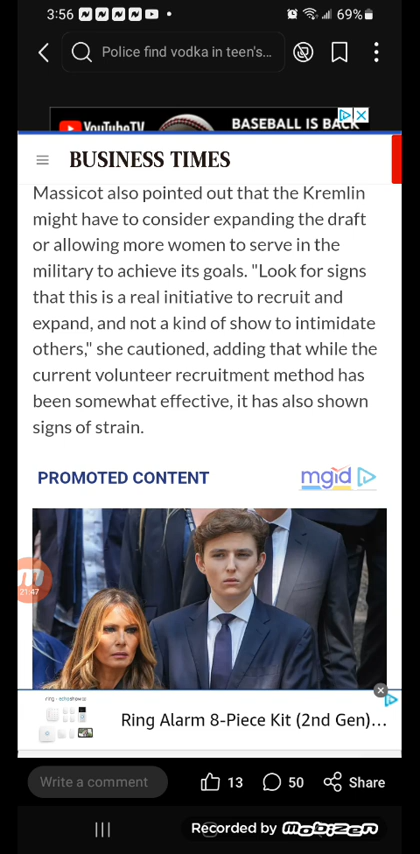 3:56
69%
Police find vodka in teen's...
YouTubeTV
BASEBALL IS BACK
BUSINESS TIMES
Massicot also pointed out that the Kremlin
might have to consider expanding the draft
or allowing more women to serve in the
military to achieve its goals. "Look for signs
that this is a real initiative to recruit and
expand, and not a kind of show to intimidate
others," she cautioned, adding that while the
current volunteer recruitment method has
been somewhat effective, it has also shown
signs of strain.
PROMOTED CONTENT
mgid
21:47
Ring Alarm 8-Piece Kit (2nd Gen)...
Write a comment
13
50
Share
Recorded by MOBIZEN